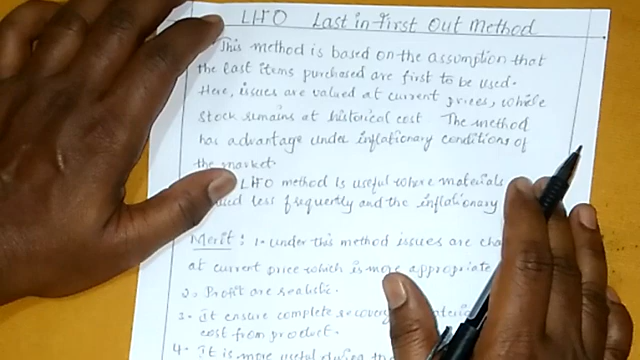 LIFO Last in first Out Method
This method is based on the assumption that
the last items purchased are first to be used.
Here, issues are valued at current prices, while
stock remains at historical cost The method
has advantage under inflationary conditions of
the market.
LIFO method is useful where materials
less frequently and the inflationary
Merit : 1- under this method issues are
at current price which is more appropriate
2. Profit are realistic.
3- It ensure complete
cost from product.
4- It is more useful during